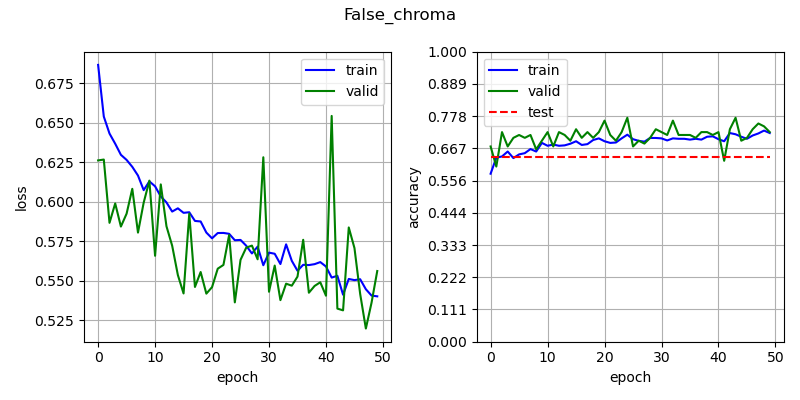 False_chroma
loss
0.675
0.650
0.625
0.600
0.575
0.550
0.525
0 10 20 30 40 50
epoch
train
valid
accuracy
1.000
0.889
0.778
0.667
0.556
0.444
0.333
0.222
0.111
0.000
0 10 20 30 40 50
epoch
train
valid
test